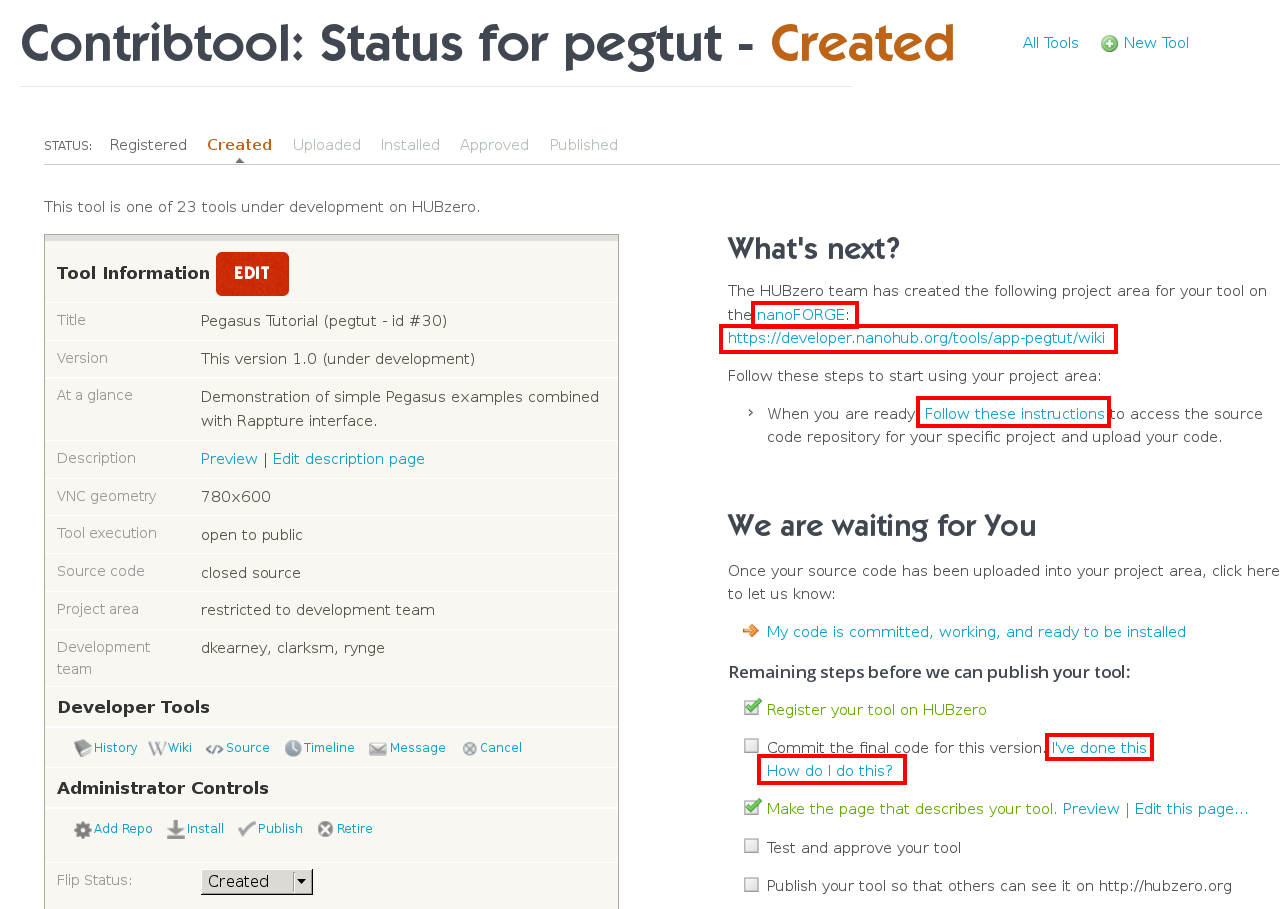 Contribtool: Status for pegtut - Created
All Tools New Tool
STATUS: Registered Created Uploaded Installed Approved Published
This tool is one of 23 tools under development on HUBzero.
Tool Information EDIT
Title Pegasus Tutorial (pegtut - id #30)
Version This version 1.0 (under development)
At a glance Demonstration of simple Pegasus examples combined
with Rappture interface.
Description Preview | Edit description page
VNC geometry 780x600
Tool execution open to public
Source code closed source
Project area restricted to development team
Development dkearney, clarksm, rynge
team
Developer Tools
History Wiki Source Timeline Message Cancel
Administrator Controls
Add Repo Install Publish Retire
Flip Status: Created
What's next?
The HUBzero team has created the following project area for your tool on
the nanoFORGE:
https://developer.nanohub.org/tools/app-pegtut/wiki
Follow these steps to start using your project area:
When you are ready Follow these instructions to access the source
code repository for your specific project and upload your code.
We are waiting for You
Once your source code has been uploaded into your project area, click here
to let us know:
My code is committed, working, and ready to be installed
Remaining steps before we can publish your tool:
Register your tool on HUBzero
Commit the final code for this version. I've done this
How do I do this?
Make the page that describes your tool. Preview | Edit this page...
Test and approve your tool
Publish your tool so that others can see it on http://hubzero.org